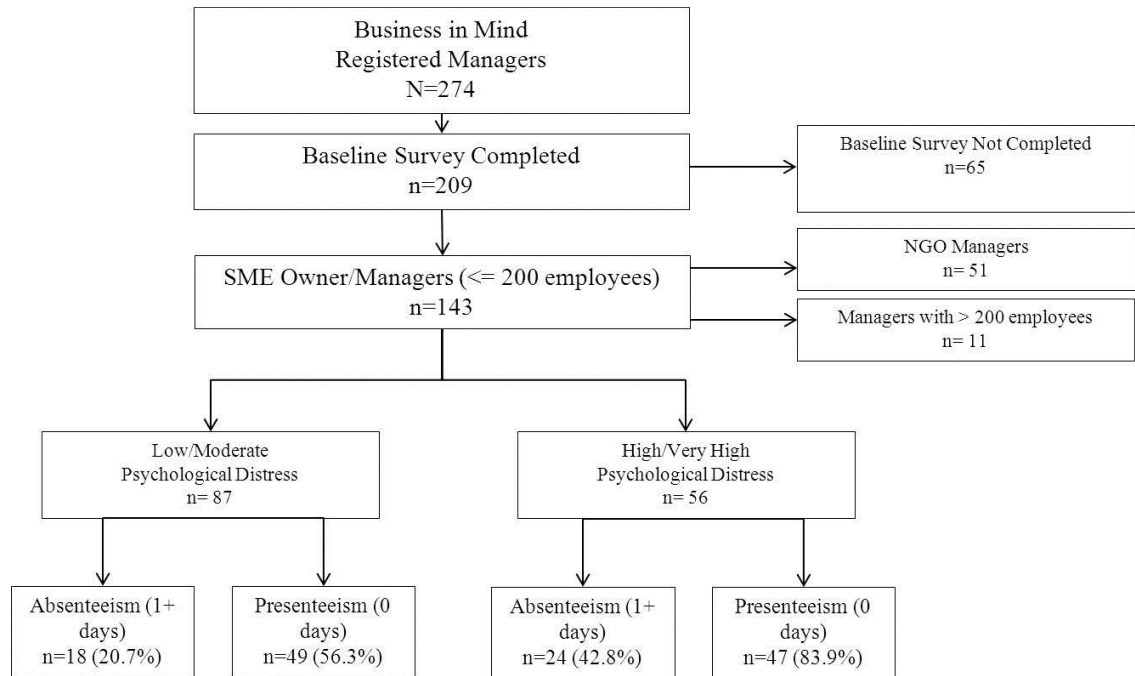 Business in Mind
Registered Managers
N=274
Baseline Survey Completed
n=209
Baseline Survey Not Completed
n=65
SME Owner/Managers (<= 200 employees)
n=143
NGO Managers
n= 51
Managers with > 200 employees
n= 11
Low/Moderate
Psychological Distress
n= 87
High/Very High
Psychological Distress
n= 56
Absenteeism (1+
days)
n=18 (20.7%)
Presenteeism (0
days)
n=49 (56.3%)
Absenteeism (1+
days)
n=24 (42.8%)
Presenteeism (0
days)
n=47 (83.9%)